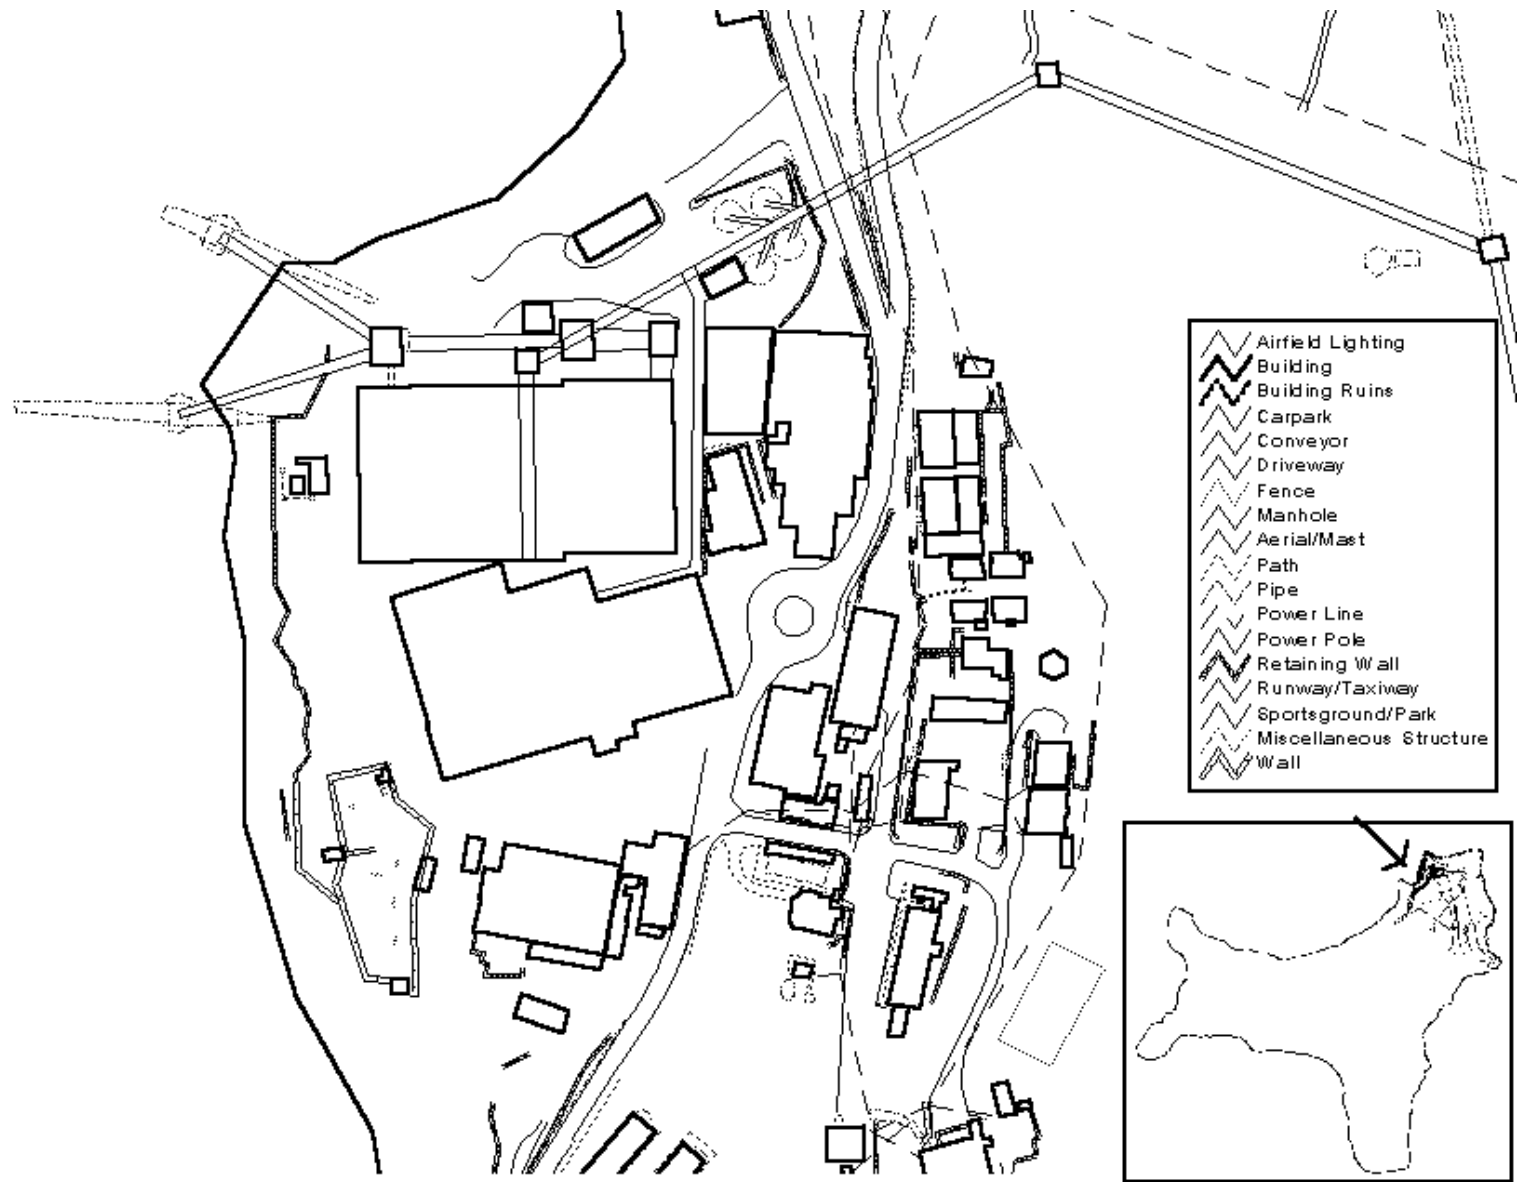 Airfield Lighting
Building
Building Ruins
Carpark
Conveyor
Driveway
Fence
Manhole
Aerial/Mast
Path
Pipe
Power Line
Power Pole
Retaining Wall
Runway/Taxiway
Sportsground/Park
Miscellaneous Structure
Wall